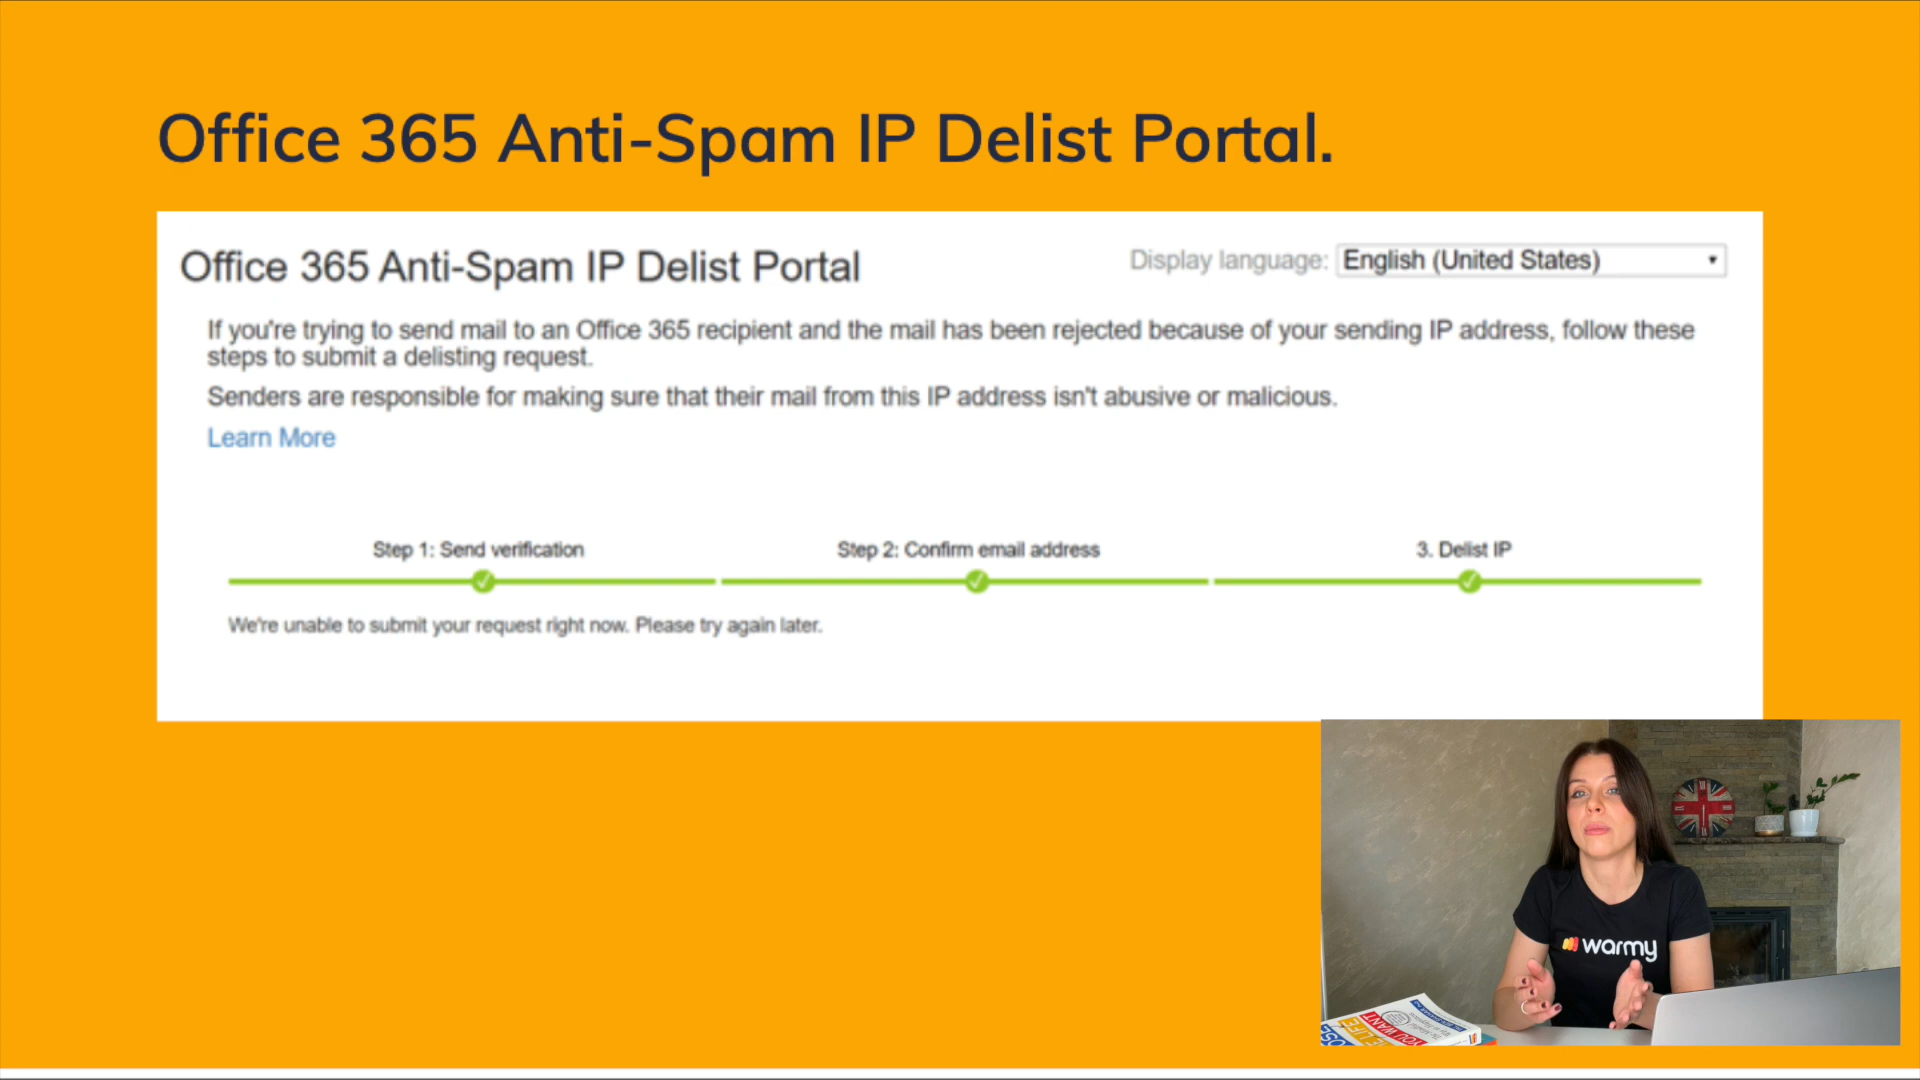 Office 365 Anti-Spam IP Delist Portal.
Office 365 Anti-Spam IP Delist Portal
Display language: English (United States)
If you're trying to send mail to an Office 365 recipient and the mail has been rejected because of your sending IP address, follow these
steps to submit a delisting request.
Senders are responsible for making sure that their mail from this IP address isn't abusive or malicious.
Learn More
Step 1: Send verification
Step 2: Confirm email address
3. Delist IP
We're unable to submit your request right now. Please try again later.
warmy
YOU WANT